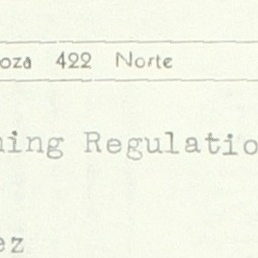 oza 422 Norte
ning Regulatio
ez